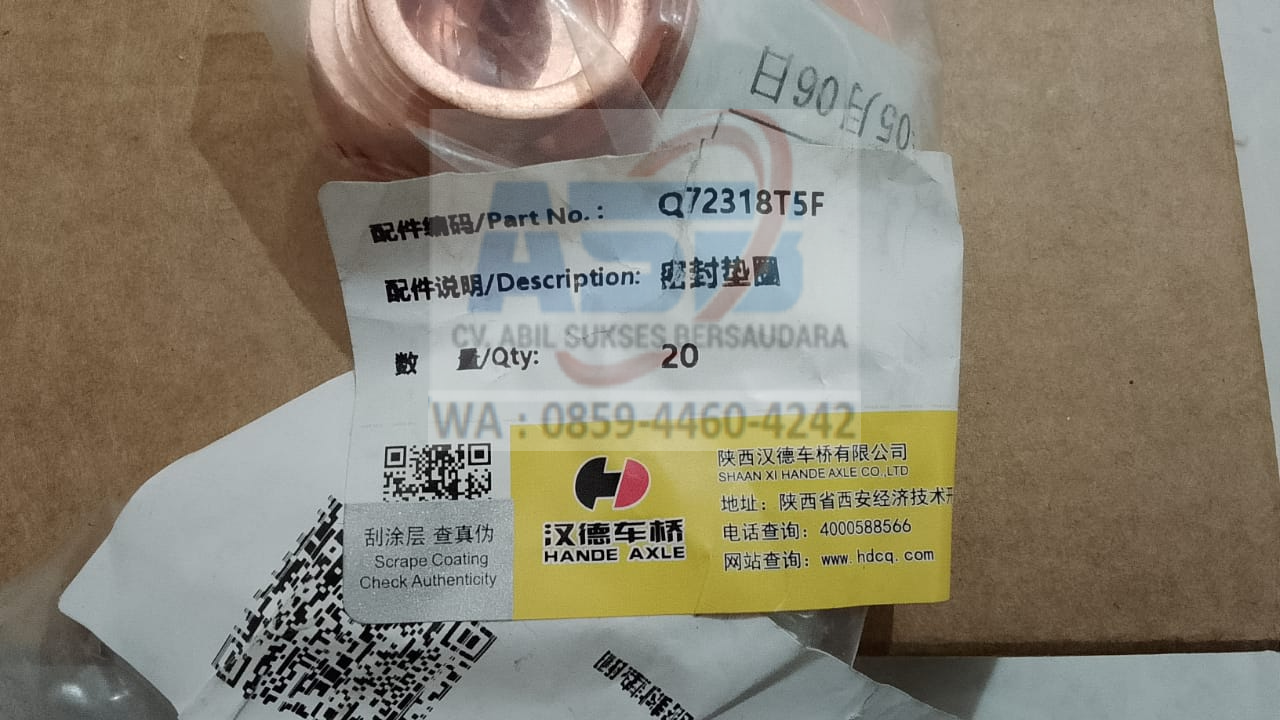 05月06日
配件编码/Part No.: Q72318T5F
配件说明/Description: 密封垫圈
数 量/Qty: 20
ASB
CV. ABIL SUKSES BERSAUDARA
WA : 0859-4460-4242
刮涂层 查真伪
Scrape Coating
Check Authenticity
汉德车桥
HANDE AXLE
陕西汉德车桥有限公司
SHAAN XI HANDE AXLE CO.,LTD
地址：陕西省西安经济技术开
电话查询：4000588566
网站查询：www.hdcq.com